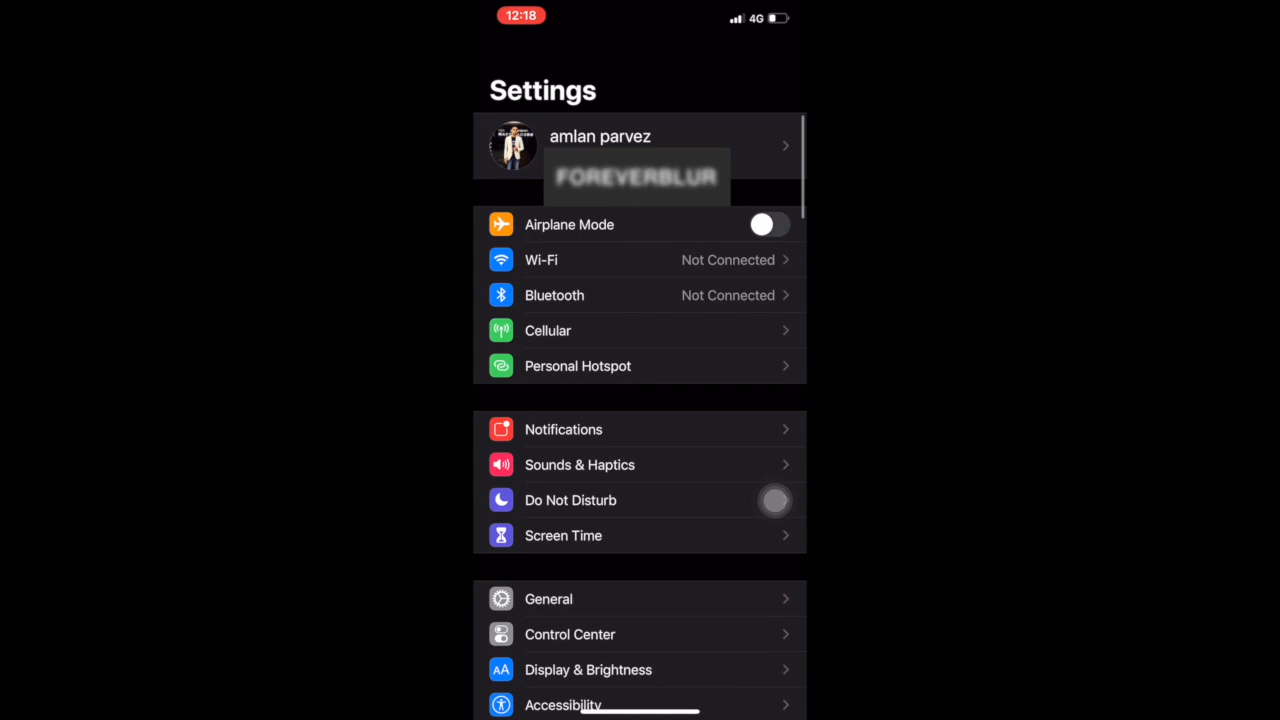 12:18
4G
Settings
amlan parvez
FOREVERBLUR
Airplane Mode
Wi-Fi Not Connected
Bluetooth Not Connected
Cellular
Personal Hotspot
Notifications
Sounds & Haptics
Do Not Disturb
Screen Time
General
Control Center
AA Display & Brightness
Accessibility